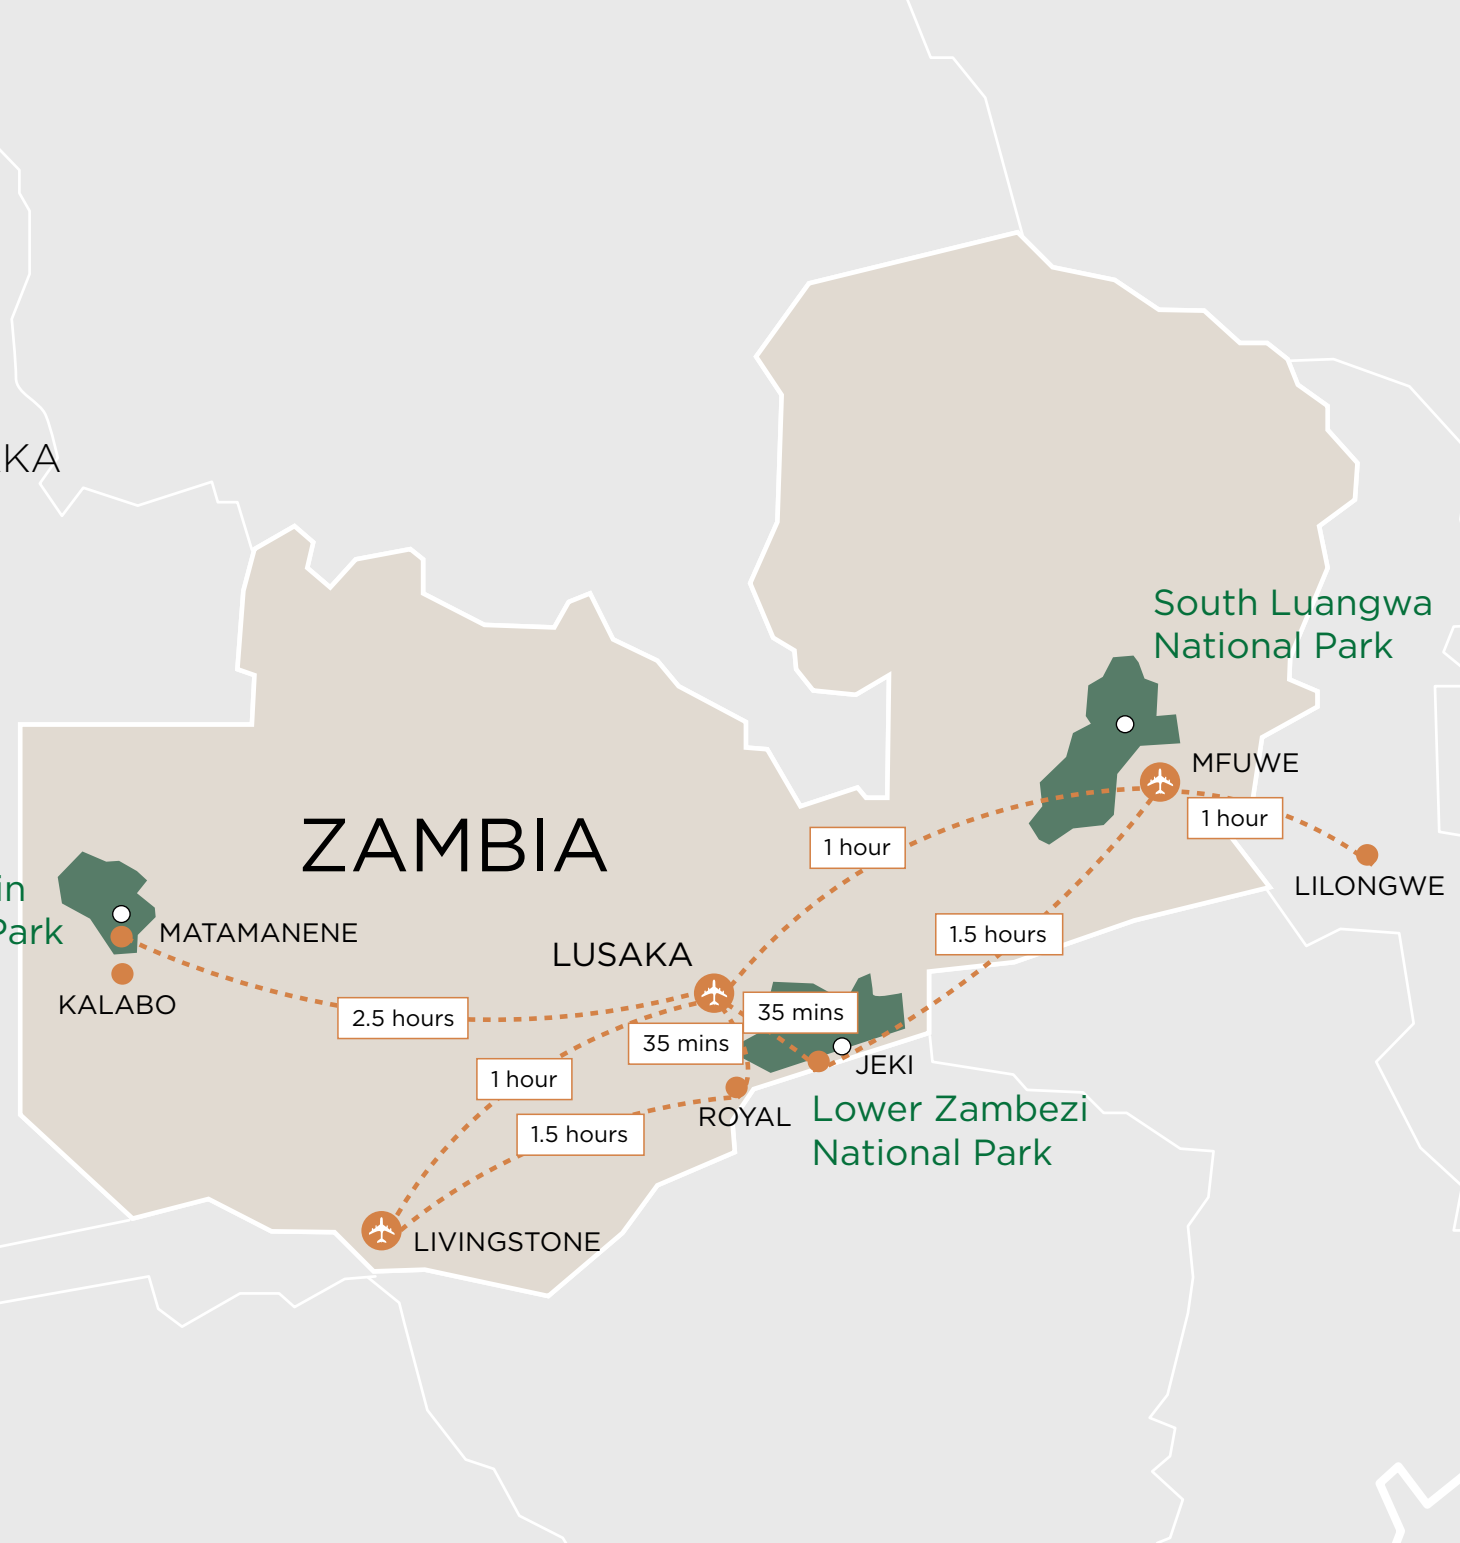 KA
South Luangwa
National Park
MFUWE
1 hour
1 hour
LILONGWE
ZAMBIA
in
Park
MATAMANENE
KALABO
1.5 hours
LUSAKA
2.5 hours
35 mins
35 mins
JEKI
1 hour
ROYAL
Lower Zambezi
National Park
1.5 hours
LIVINGSTONE